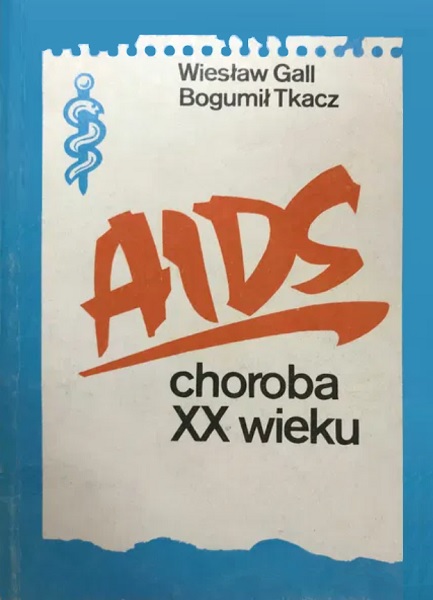 Wiesław Gall
Bogumił Tkacz
AIDS
choroba
XX wieku